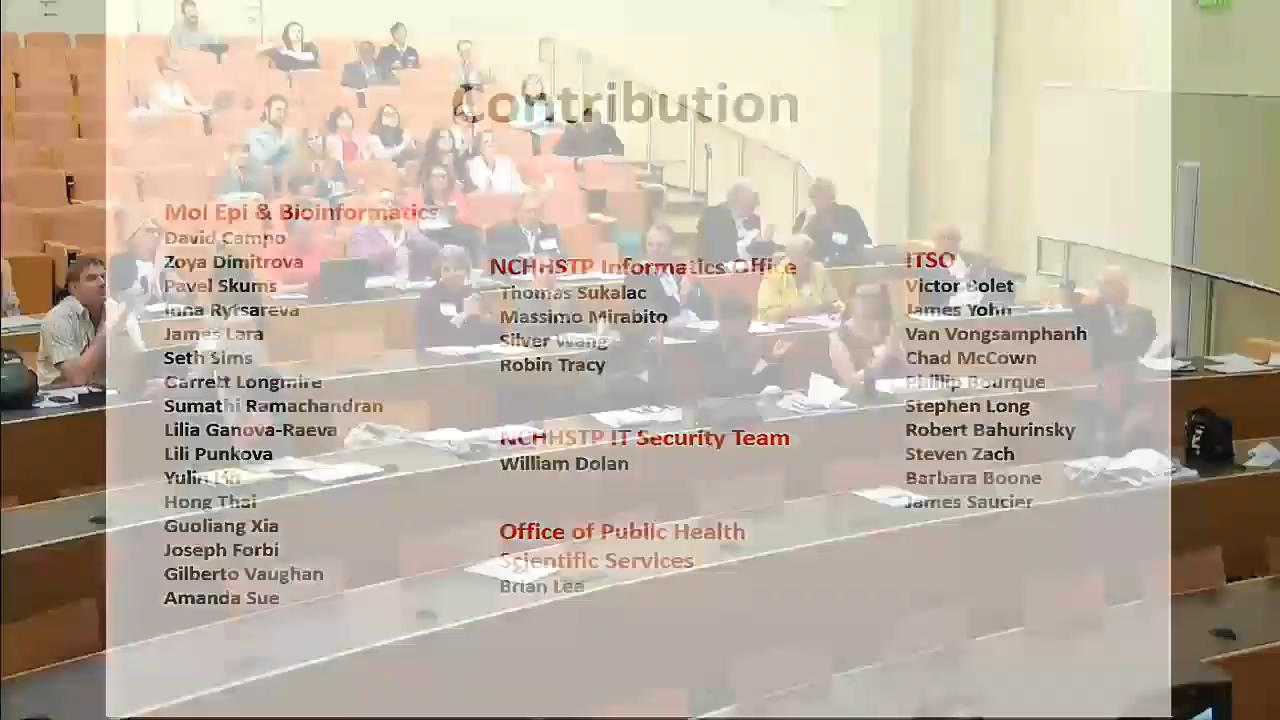 Contribution
Mol Epi & Bioinformatics
David Campo
Zoya Dimitrova
Pavel Skums
Inna Rytsareva
James Lara
Seth Sims
Garrett Longmire
Sumathi Ramachandran
Lilia Ganova-Raeva
Lili Punkova
Yulin Lin
Hong Thai
Guoliang Xia
Joseph Forbi
Gilberto Vaughan
Amanda Sue
NCHHSTP Informatics Office
Thomas Sukalac
Massimo Mirabito
Silver Wang
Robin Tracy
NCHHSTP IT Security Team
William Dolan
Office of Public Health
Scientific Services
Brian Lee
ITSO
Victor Bolet
James Yohn
Van Vongsamphanh
Chad McCown
Phillip Bourque
Stephen Long
Robert Bahurinsky
Steven Zach
Barbara Boone
James Saucier